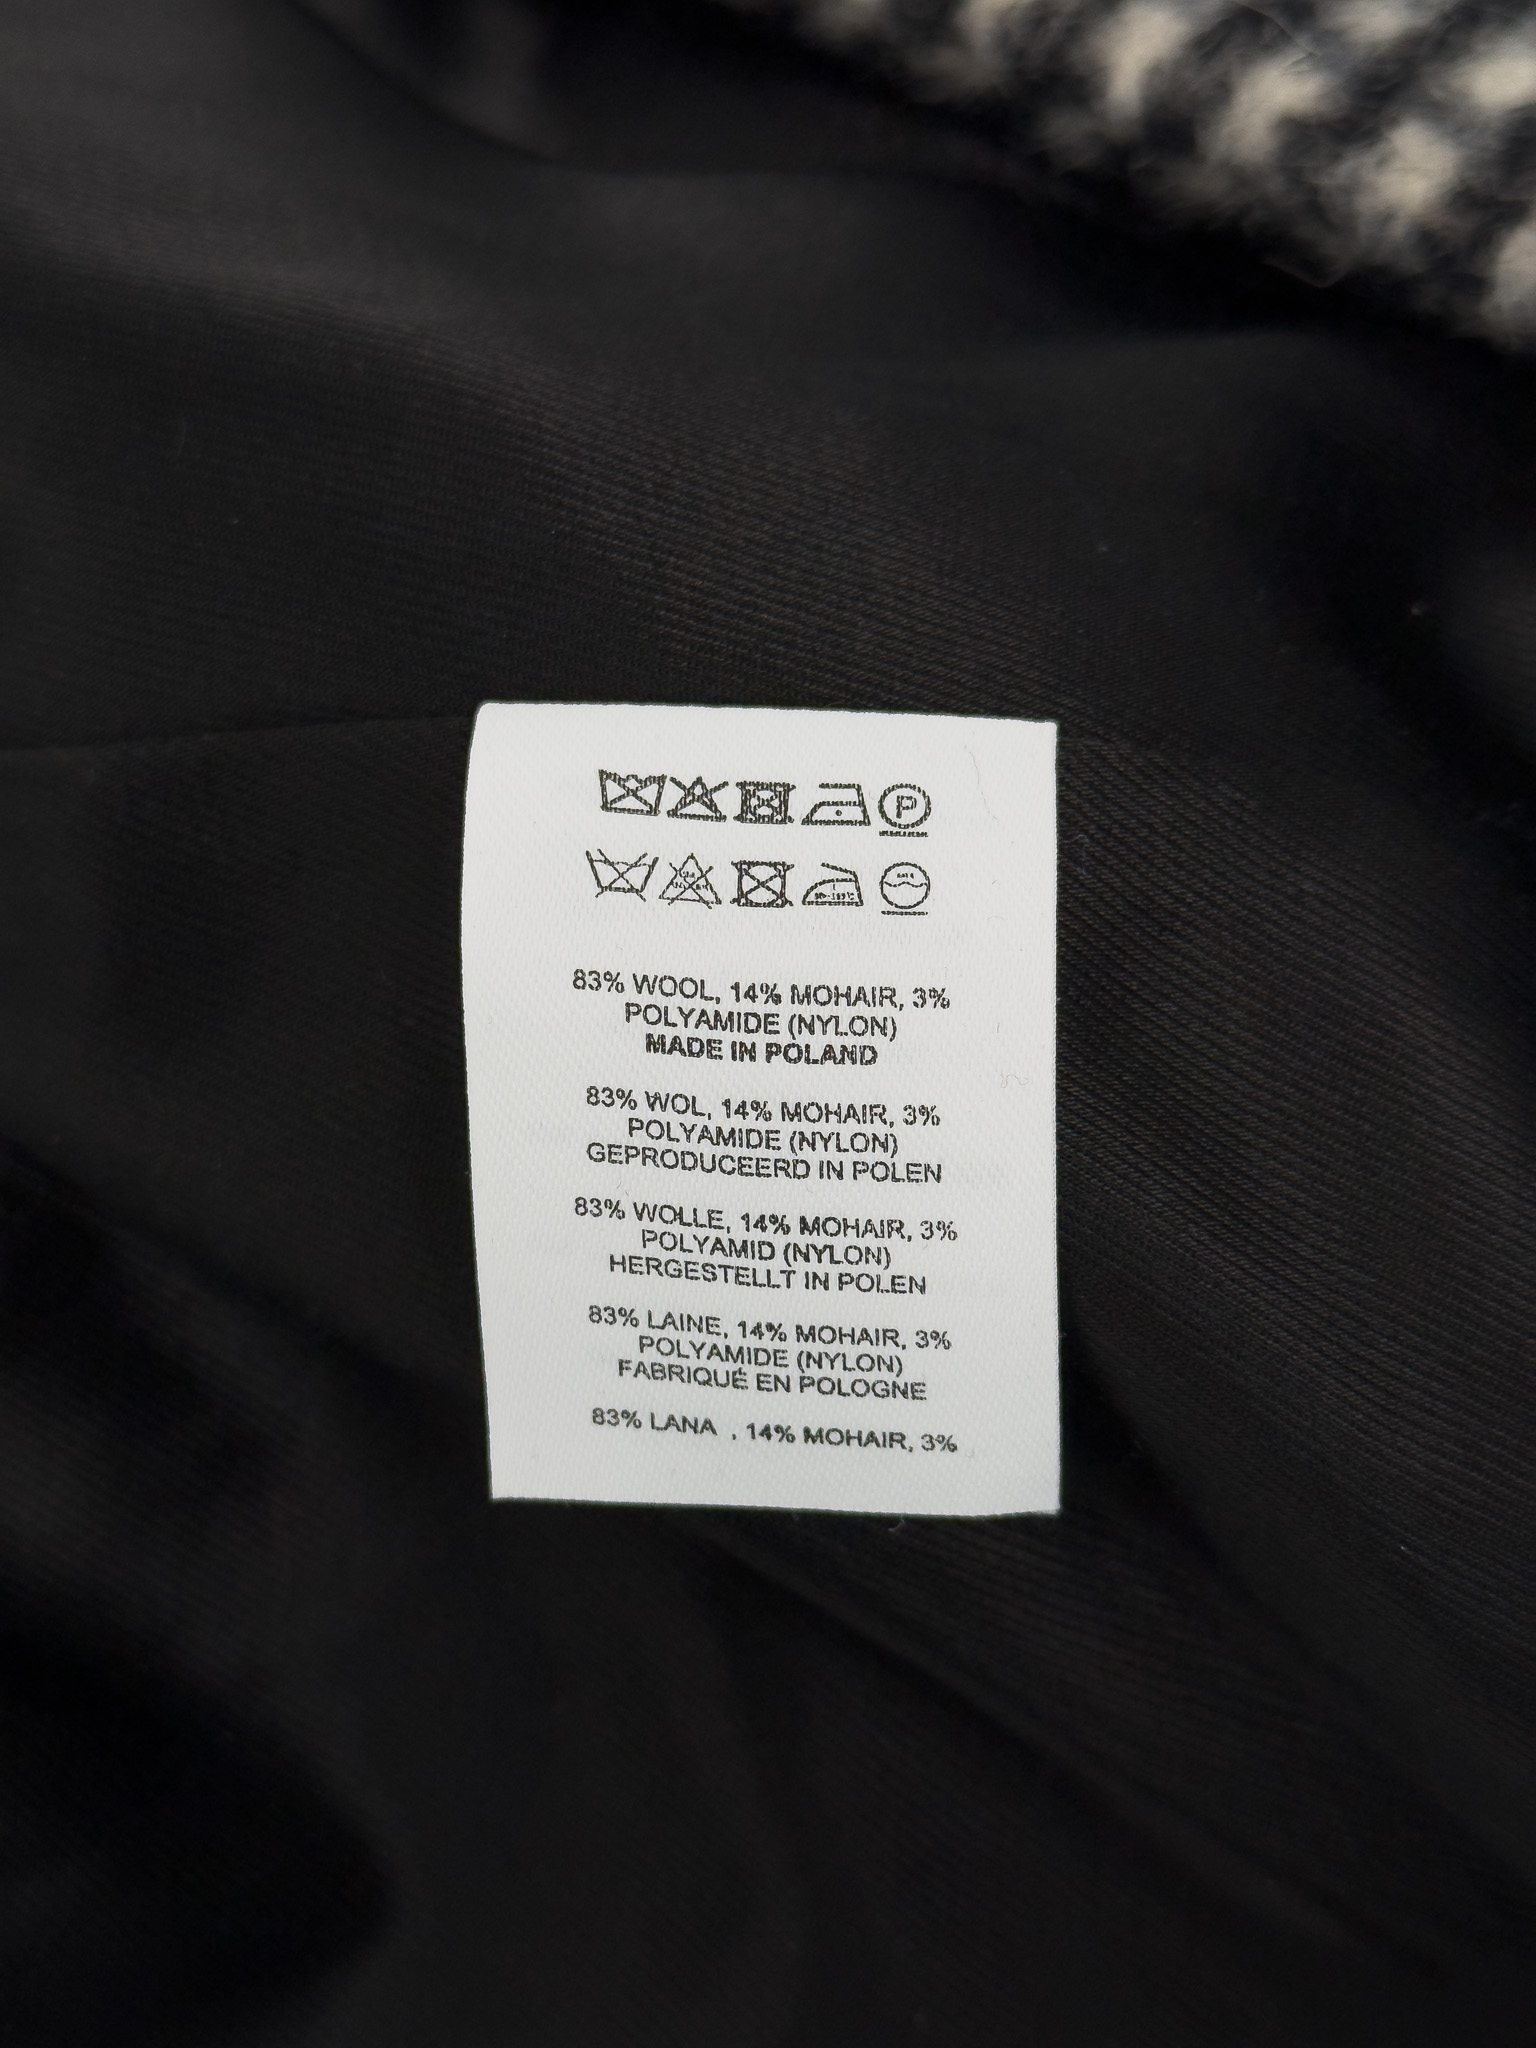 P
83% WOOL, 14% MOHAIR, 3%
POLYAMIDE (NYLON)
MADE IN POLAND
83% WOL, 14% MOHAIR, 3%
POLYAMIDE (NYLON)
GEPRODUCEERD IN POLEN
83% WOLLE, 14% MOHAIR, 3%
POLYAMID (NYLON)
HERGESTELLT IN POLEN
83% LAINE, 14% MOHAIR, 3%
POLYAMIDE (NYLON)
FABRIQUÉ EN POLOGNE
83% LANA , 14% MOHAIR, 3%